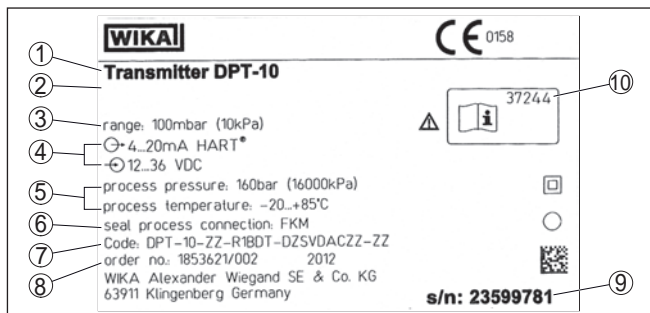 WIKA
CE 0158
① Transmitter DPT-10
②
37244 ⑩
i
③ range: 100mbar (10kPa)
④ 4...20mA HART®
12...36 VDC
⑤ process pressure: 160bar (16000kPa)
process temperature: -20...+85°C
⑥ seal process connection: FKM
⑦ Code: DPT-10-ZZ-R1BDT-DZSVDACZZ-ZZ
⑧ order no.: 1853621/002 2012
WIKA Alexander Wiegand SE & Co. KG
63911 Klingenberg Germany
s/n: 23599781 ⑨